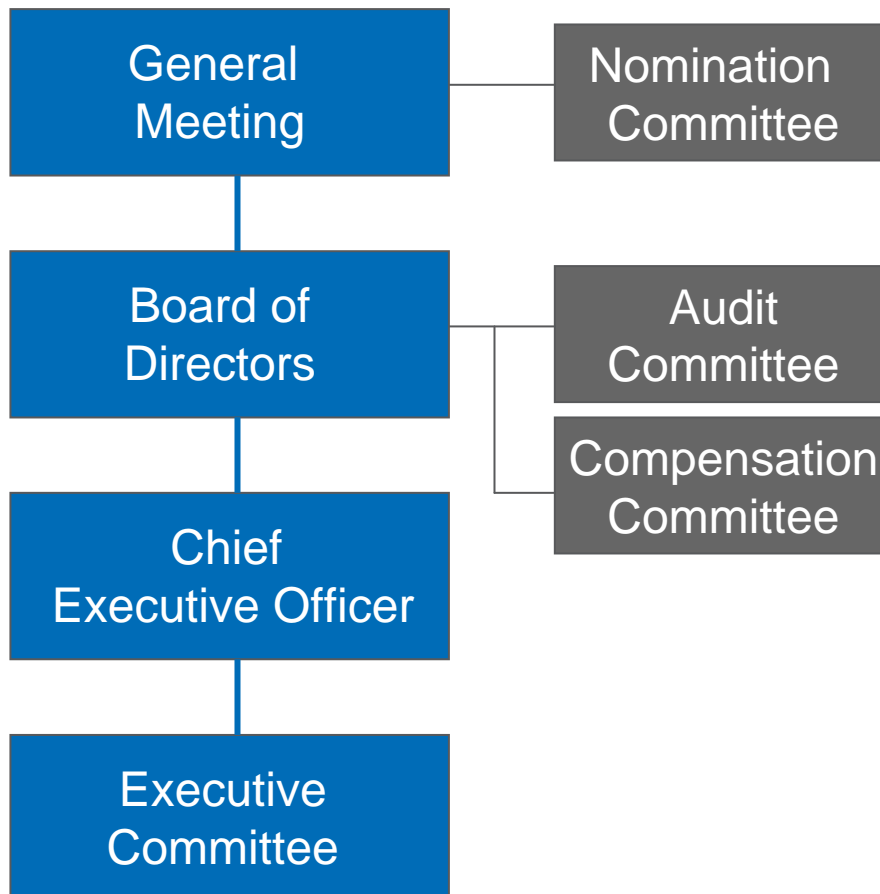 General
Meeting
Nomination
Committee
Board of
Directors
Audit
Committee
Compensation
Committee
Chief
Executive Officer
Executive
Committee